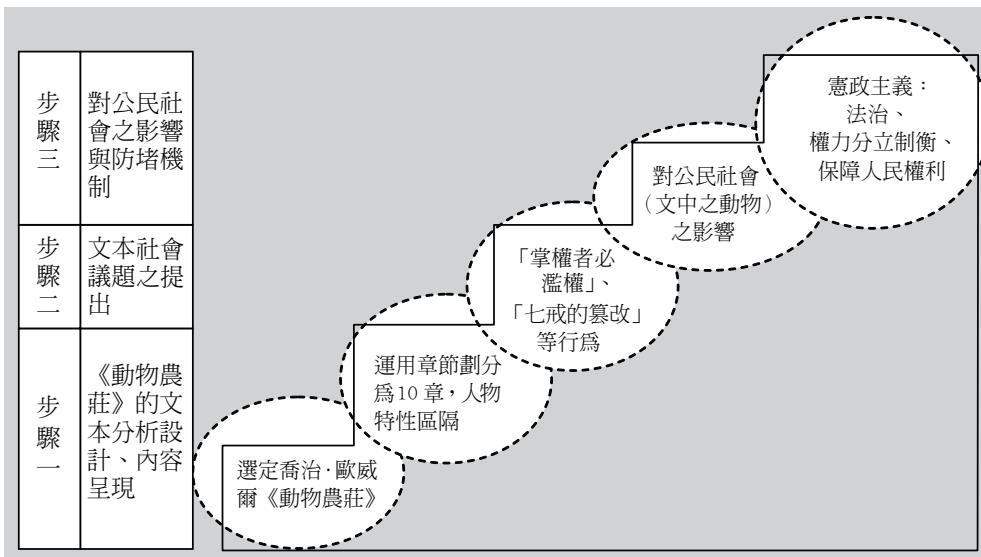 步驟三
對公民社
會之影響
與防堵機
制
步驟二
文本社會
議題之提
出
步驟一
《動物農
莊》的文
本分析設
計、內容
呈現
憲政主義：
法治、
權力分立制衡、
保障人民權利
對公民社會
（文中之動物）
之影響
「掌權者必
濫權」、
「七戒的篡改」
等行爲
運用章節劃分
爲10章，人物
特性區隔
選定喬治·歐威
爾《動物農莊》